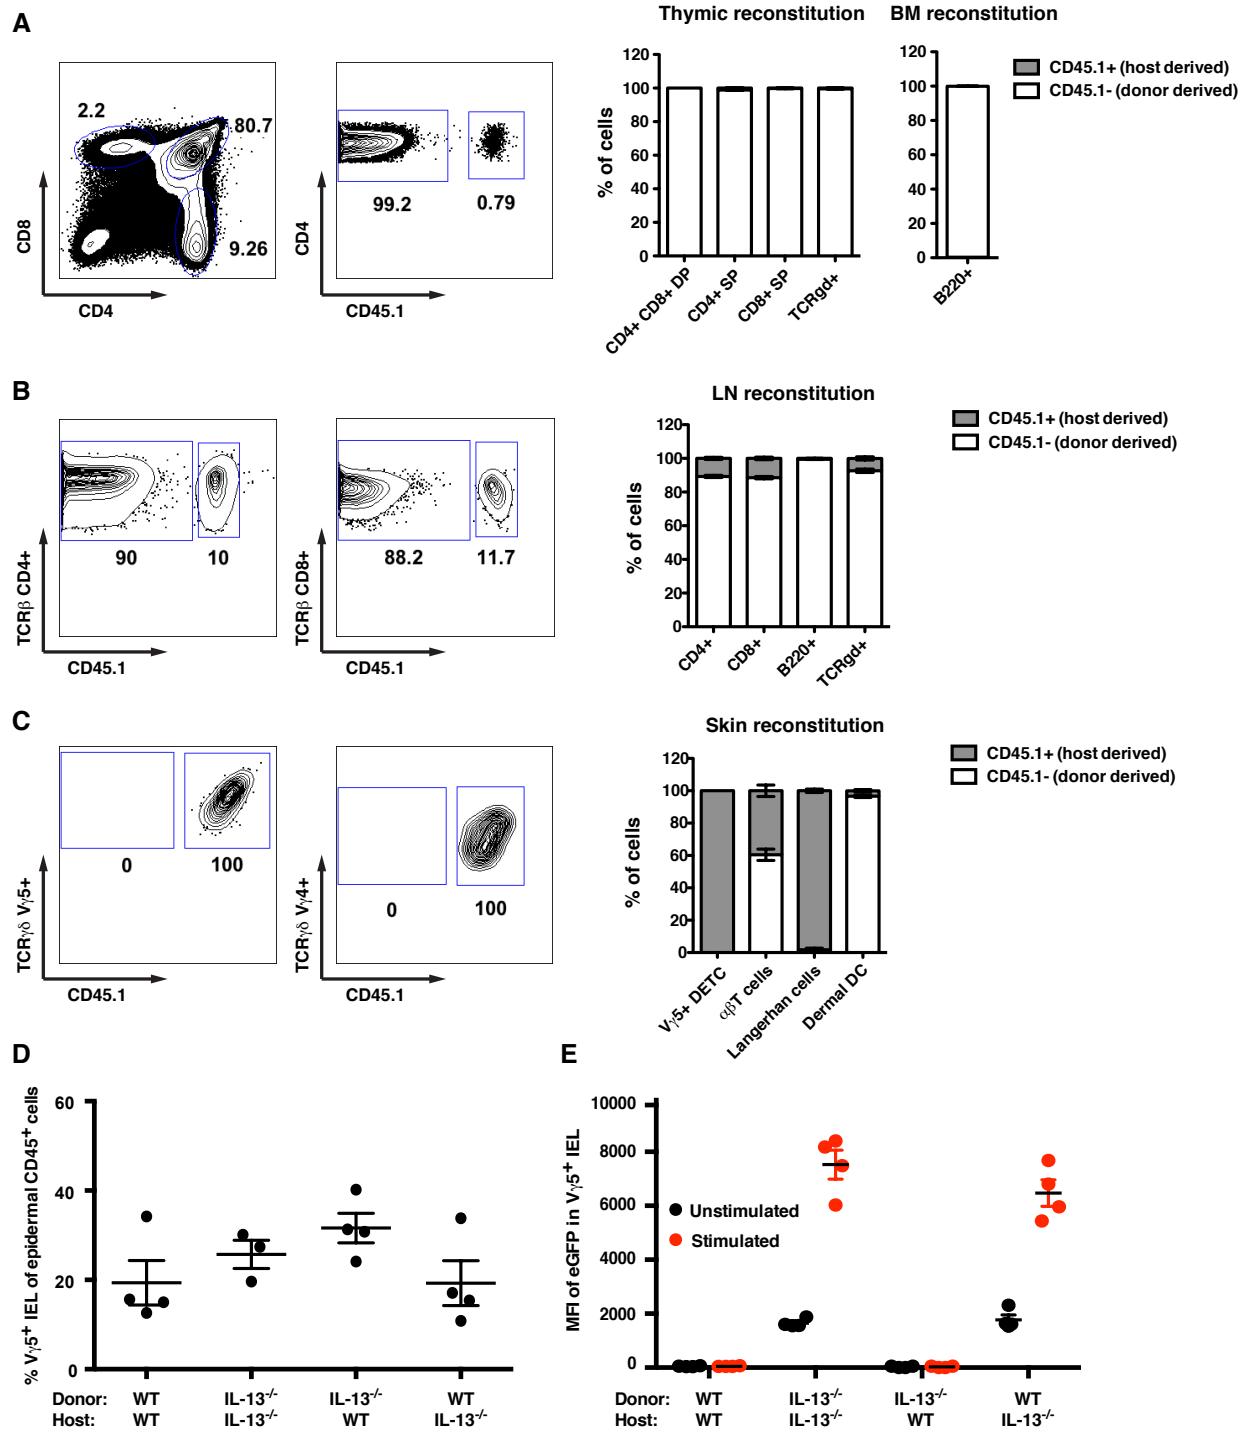 A
Thymic reconstitution
BM reconstitution
2.2
80.7
9.26
CD8
CD4
99.2
0.79
CD4
CD45.1
% of cells
120
100
80
60
40
20
0
CD4+ CD8+ DP
CD4+ SP
CD8+ SP
TCRgd+
120
100
80
60
40
20
0
B220+
CD45.1+ (host derived)
CD45.1- (donor derived)
B
LN reconstitution
90
10
TCRβ CD4+
CD45.1
88.2
11.7
TCRβ CD8+
CD45.1
% of cells
120
100
80
60
40
20
0
CD4+
CD8+
B220+
TCRgd+
CD45.1+ (host derived)
CD45.1- (donor derived)
C
Skin reconstitution
0
100
TCRγδ Vγ5+
CD45.1
0
100
TCRγδ Vγ4+
CD45.1
% of cells
120
100
80
60
40
20
0
Vγ5+ DETC
αβT cells
Langerhan cells
Dermal DC
CD45.1+ (host derived)
CD45.1- (donor derived)
D
% Vγ5⁺ IEL of epidermal CD45⁺ cells
60
40
20
0
Donor: WT IL-13⁻/⁻ IL-13⁻/⁻ WT
Host: WT IL-13⁻/⁻ WT IL-13⁻/⁻
E
MFI of eGFP in Vγ5⁺ IEL
10000
8000
6000
4000
2000
0
Unstimulated
Stimulated
Donor: WT IL-13⁻/⁻ IL-13⁻/⁻ WT
Host: WT IL-13⁻/⁻ WT IL-13⁻/⁻